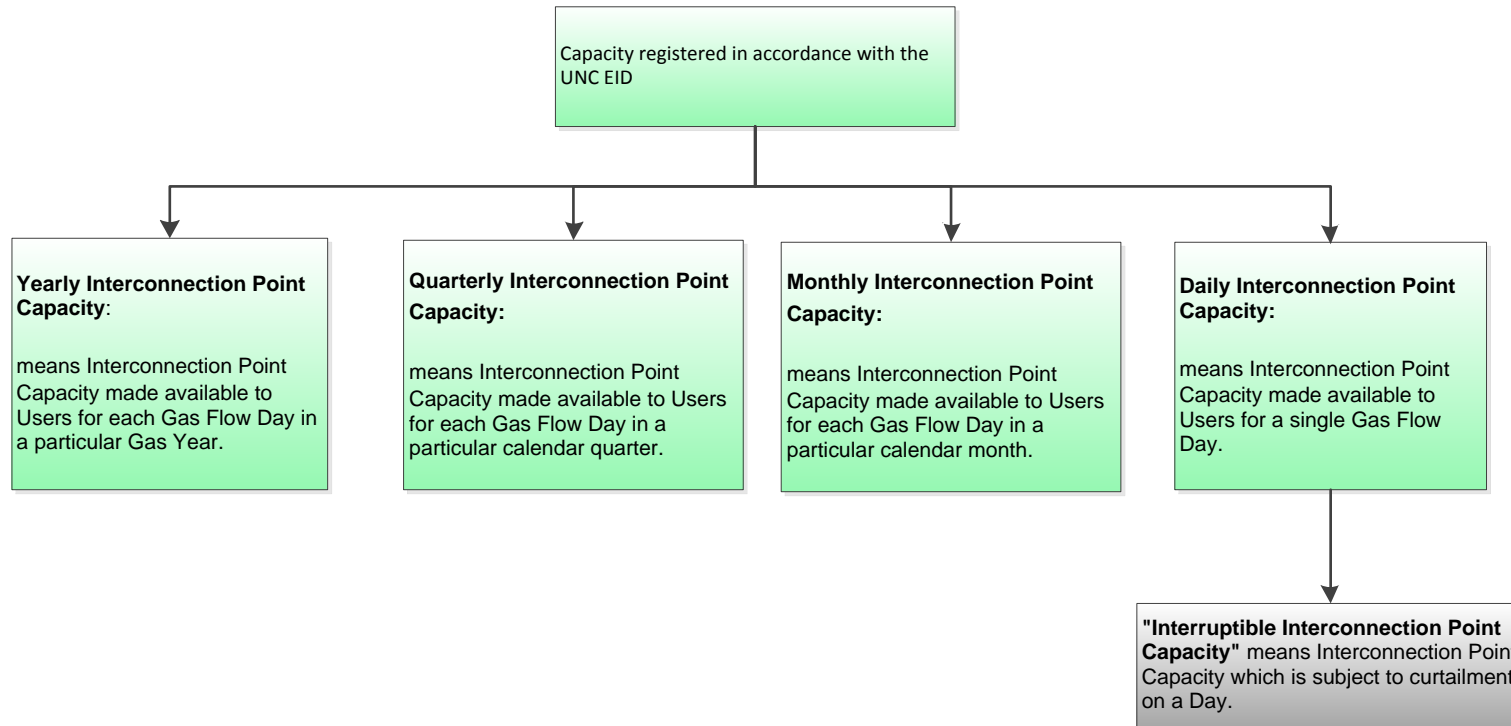 Capacity registered in accordance with the
UNC EID
Yearly Interconnection Point
Capacity:
means Interconnection Point
Capacity made available to
Users for each Gas Flow Day in
a particular Gas Year.
Quarterly Interconnection Point
Capacity:
means Interconnection Point
Capacity made available to Users
for each Gas Flow Day in a
particular calendar quarter.
Monthly Interconnection Point
Capacity:
means Interconnection Point
Capacity made available to Users
for each Gas Flow Day in a
particular calendar month.
Daily Interconnection Point
Capacity:
means Interconnection Point
Capacity made available to
Users for a single Gas Flow
Day.
"Interruptible Interconnection Point
Capacity" means Interconnection Poin
Capacity which is subject to curtailment
on a Day.